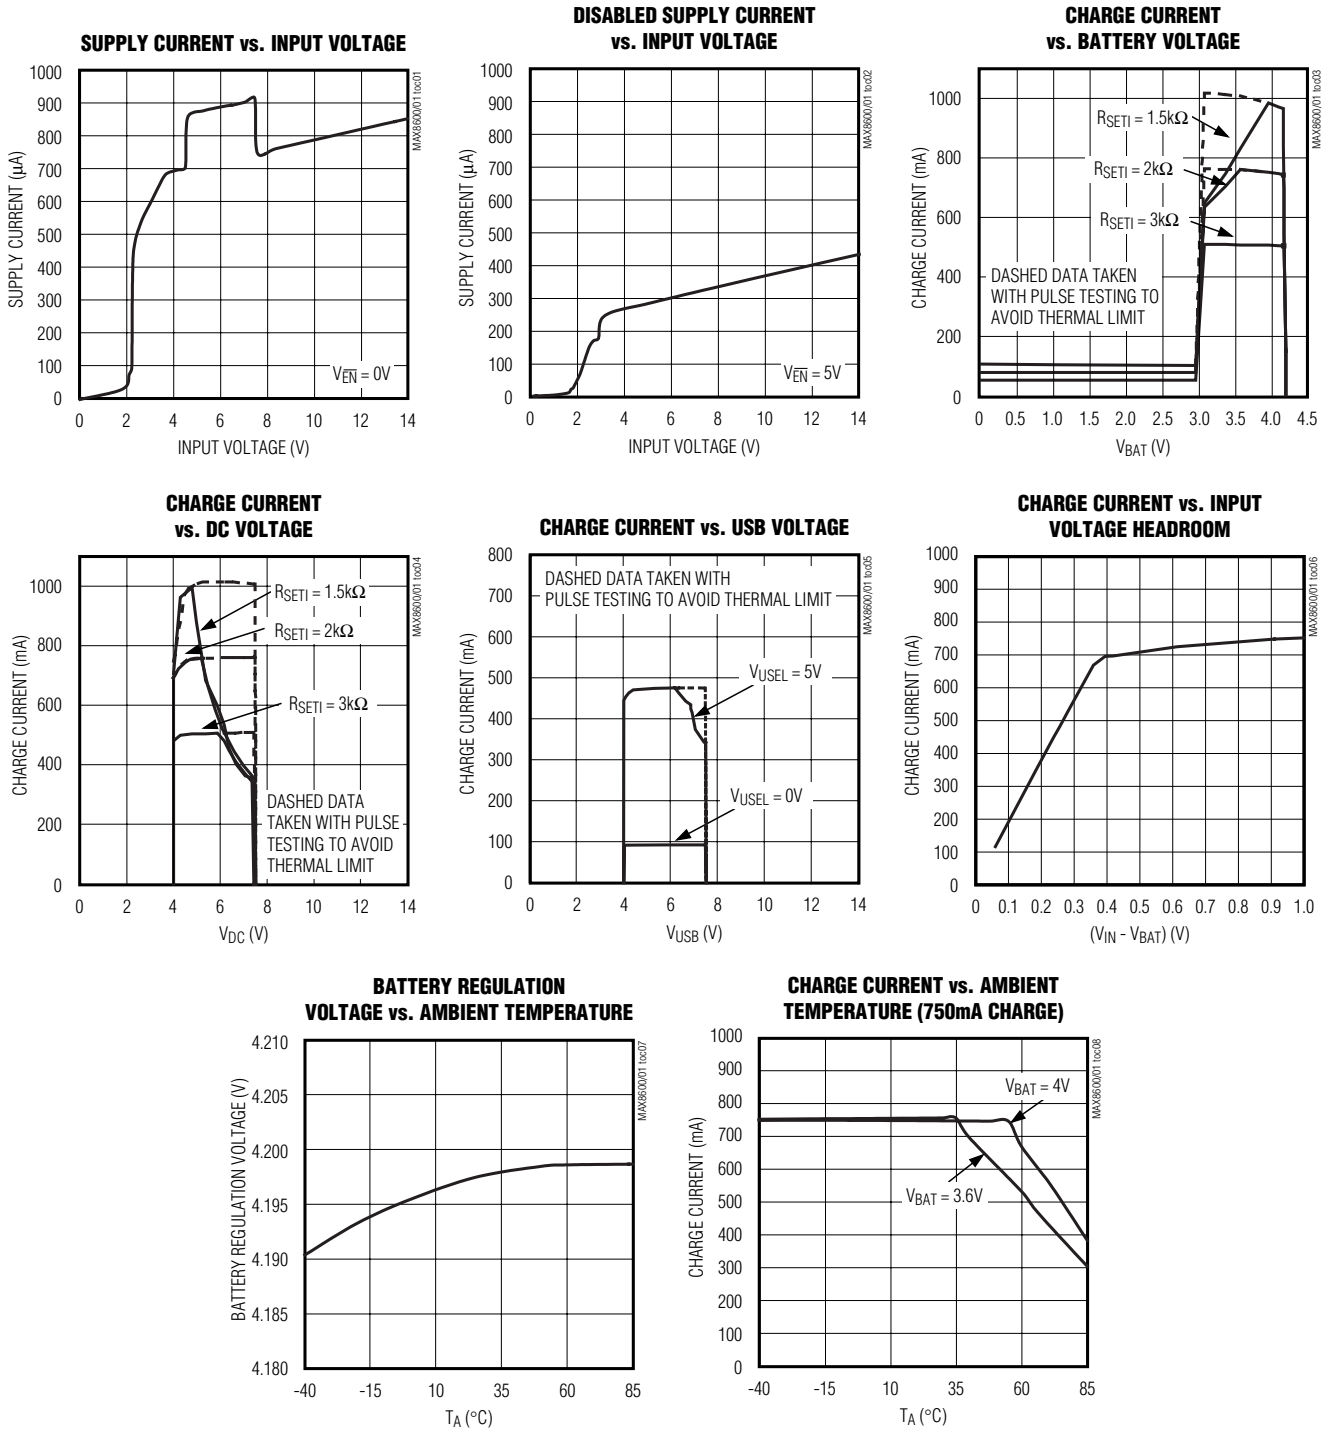 SUPPLY CURRENT vs. INPUT VOLTAGE
1000
900
800
700
600
500
400
300
200
100
0
SUPPLY CURRENT (µA)
V_EN̅ = 0V
0 2 4 6 8 10 12 14
INPUT VOLTAGE (V)
MAX8600/01 toc01
DISABLED SUPPLY CURRENT
vs. INPUT VOLTAGE
1000
900
800
700
600
500
400
300
200
100
0
SUPPLY CURRENT (µA)
V_EN̅ = 5V
0 2 4 6 8 10 12 14
INPUT VOLTAGE (V)
MAX8600/01 toc02
CHARGE CURRENT
vs. BATTERY VOLTAGE
1000
800
600
400
200
0
CHARGE CURRENT (mA)
RSETI = 1.5kΩ
RSETI = 2kΩ
RSETI = 3kΩ
DASHED DATA TAKEN
WITH PULSE TESTING TO
AVOID THERMAL LIMIT
0 0.5 1.0 1.5 2.0 2.5 3.0 3.5 4.0 4.5
VBAT (V)
MAX8600/01 toc03
CHARGE CURRENT
vs. DC VOLTAGE
1000
800
600
400
200
0
CHARGE CURRENT (mA)
RSETI = 1.5kΩ
RSETI = 2kΩ
RSETI = 3kΩ
DASHED DATA
TAKEN WITH PULSE
TESTING TO AVOID
THERMAL LIMIT
0 2 4 6 8 10 12 14
VDC (V)
MAX8600/01 toc04
CHARGE CURRENT vs. USB VOLTAGE
800
700
600
500
400
300
200
100
0
CHARGE CURRENT (mA)
DASHED DATA TAKEN WITH
PULSE TESTING TO AVOID THERMAL LIMIT
VUSEL = 5V
VUSEL = 0V
0 2 4 6 8 10 12 14
VUSB (V)
MAX8600/01 toc05
CHARGE CURRENT vs. INPUT
VOLTAGE HEADROOM
1000
900
800
700
600
500
400
300
200
100
0
CHARGE CURRENT (mA)
0 0.1 0.2 0.3 0.4 0.5 0.6 0.7 0.8 0.9 1.0
(VIN - VBAT) (V)
MAX8600/01 toc06
BATTERY REGULATION
VOLTAGE vs. AMBIENT TEMPERATURE
4.210
4.205
4.200
4.195
4.190
4.185
4.180
BATTERY REGULATION VOLTAGE (V)
-40 -15 10 35 60 85
TA (°C)
MAX8600/01 toc07
CHARGE CURRENT vs. AMBIENT
TEMPERATURE (750mA CHARGE)
1000
900
800
700
600
500
400
300
200
100
0
CHARGE CURRENT (mA)
VBAT = 4V
VBAT = 3.6V
-40 -15 10 35 60 85
TA (°C)
MAX8600/01 toc08